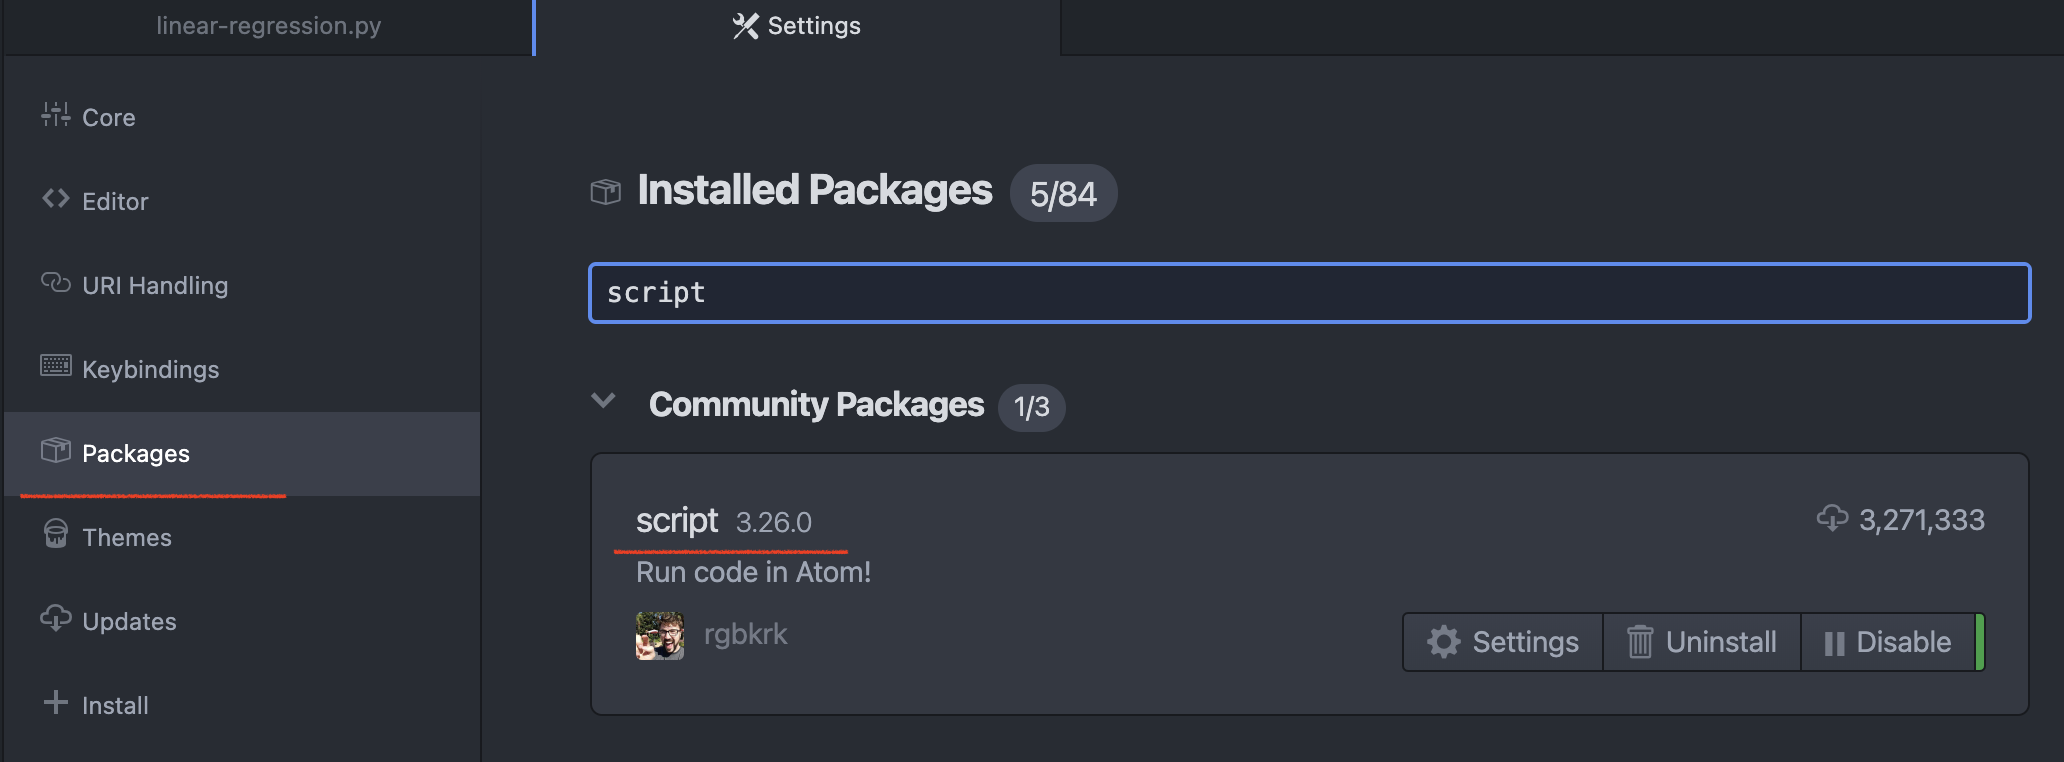 linear-regression.py
Settings
Core
Editor
URI Handling
Keybindings
Packages
Themes
Updates
Install
Installed Packages 5/84
script
Community Packages 1/3
script 3.26.0 3,271,333
Run code in Atom!
rgbkrk
Settings Uninstall Disable